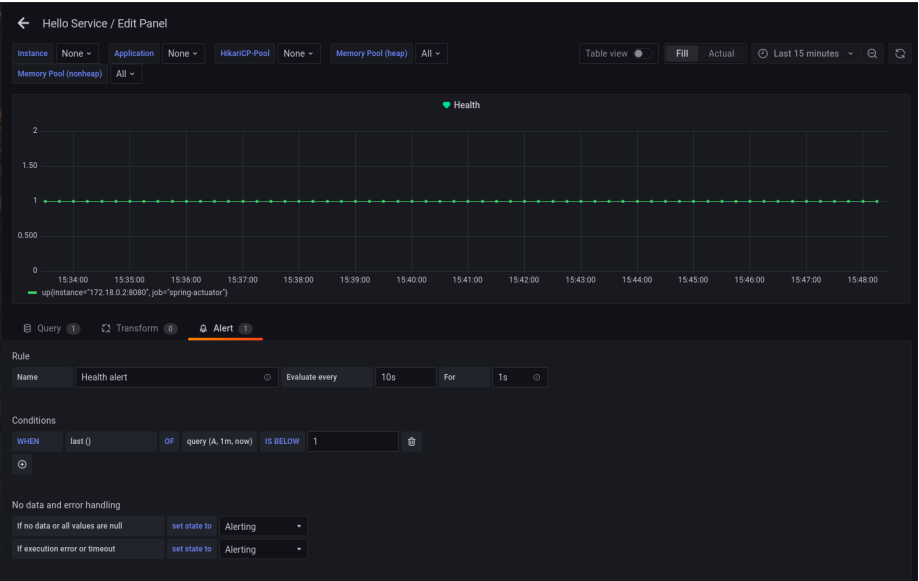 Hello Service / Edit Panel
Instance None Application None HikariCP-Pool None Memory Pool (heap) All Table view Fill Actual Last 15 minutes
Memory Pool (nonheap) All
Health
2
1.50
1
0.500
0
15:34:00 15:35:00 15:36:00 15:37:00 15:38:00 15:39:00 15:40:00 15:41:00 15:42:00 15:43:00 15:44:00 15:45:00 15:46:00 15:47:00 15:48:00
up{instance="172.18.0.2:8080", job="spring-actuator"}
Query 1 Transform 0 Alert 1
Rule
Name Health alert Evaluate every 10s For 1s
Conditions
WHEN last () OF query (A, 1m, now) IS BELOW 1
No data and error handling
If no data or all values are null set state to Alerting
If execution error or timeout set state to Alerting